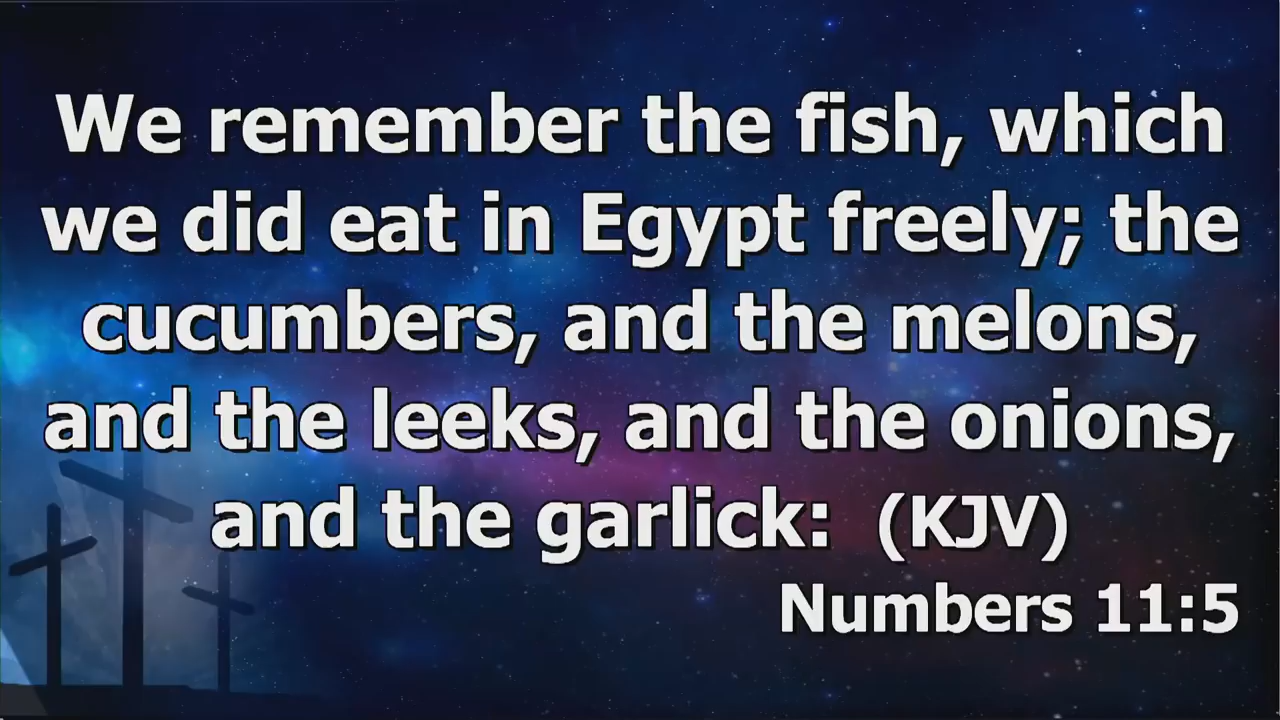 We remember the fish, which
we did eat in Egypt freely; the
cucumbers, and the melons,
and the leeks, and the onions,
and the garlick: (KJV)
Numbers 11:5